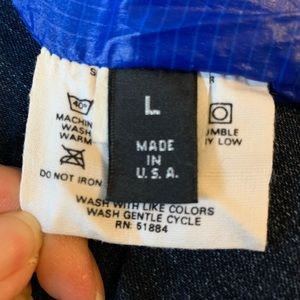 40°
L
MACHIN
WASH
WARM
UMBLE
Y LOW
MADE
IN
U.S.A.
DO NOT IRON
WASH WITH LIKE COLORS
WASH GENTLE CYCLE
RN: 51884